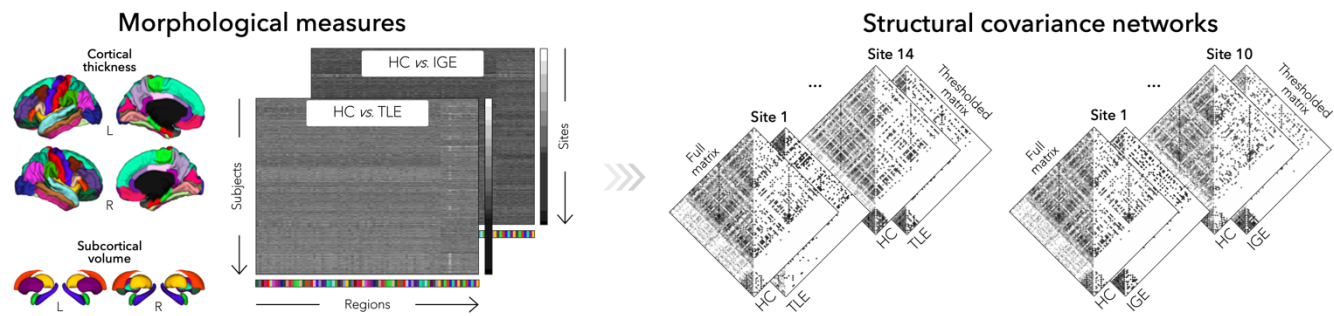 Morphological measures
Cortical
thickness
L
R
Subcortical
volume
L
R
Subjects
HC vs. IGE
HC vs. TLE
Sites
Regions
Structural covariance networks
Site 14
...
Site 1
Full
matrix
Thresholded
matrix
HC
TLE
HC
TLE
Site 10
...
Site 1
Full
matrix
Thresholded
matrix
HC
IGE
HC
IGE